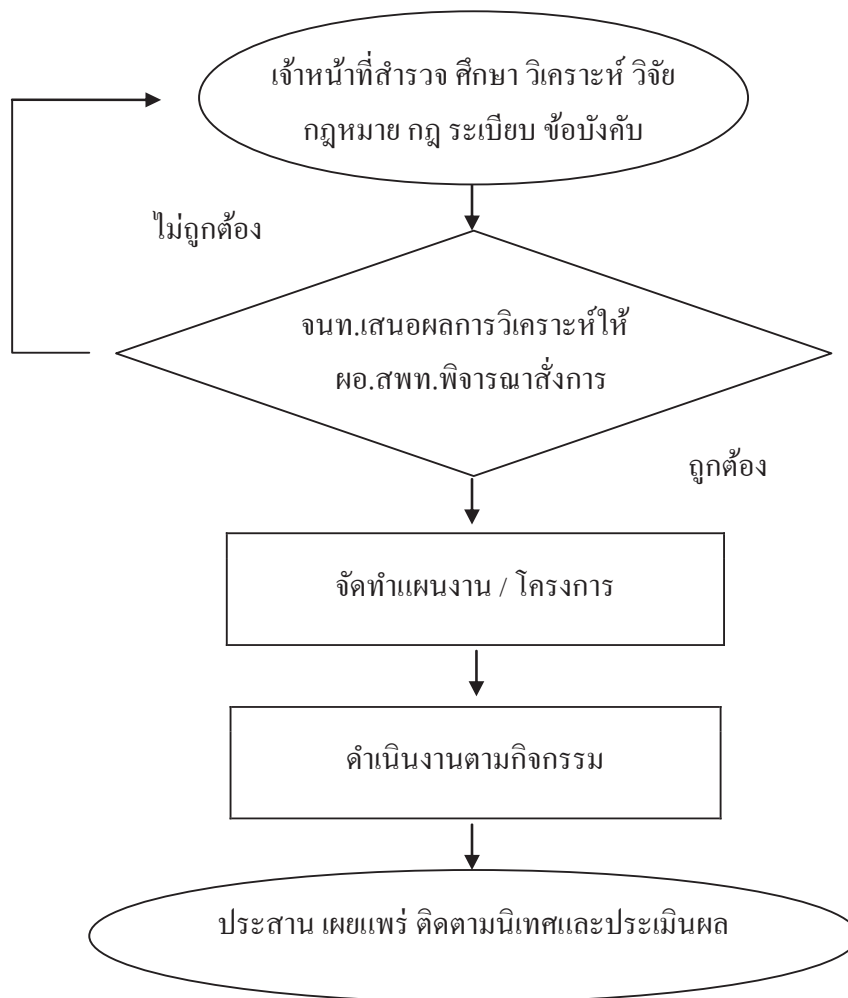 เจ้าหน้าที่สำรวจ ศึกษา วิเคราะห์ วิจัย
กฎหมาย กฎ ระเบียบ ข้อบังคับ
ไม่ถูกต้อง
จนท.เสนอผลการวิเคราะห์ให้
ผอ.สพท.พิจารณาสั่งการ
ถูกต้อง
จัดทำแผนงาน / โครงการ
ดำเนินงานตามกิจกรรม
ประสาน เผยแพร่ ติดตามนิเทศและประเมินผล